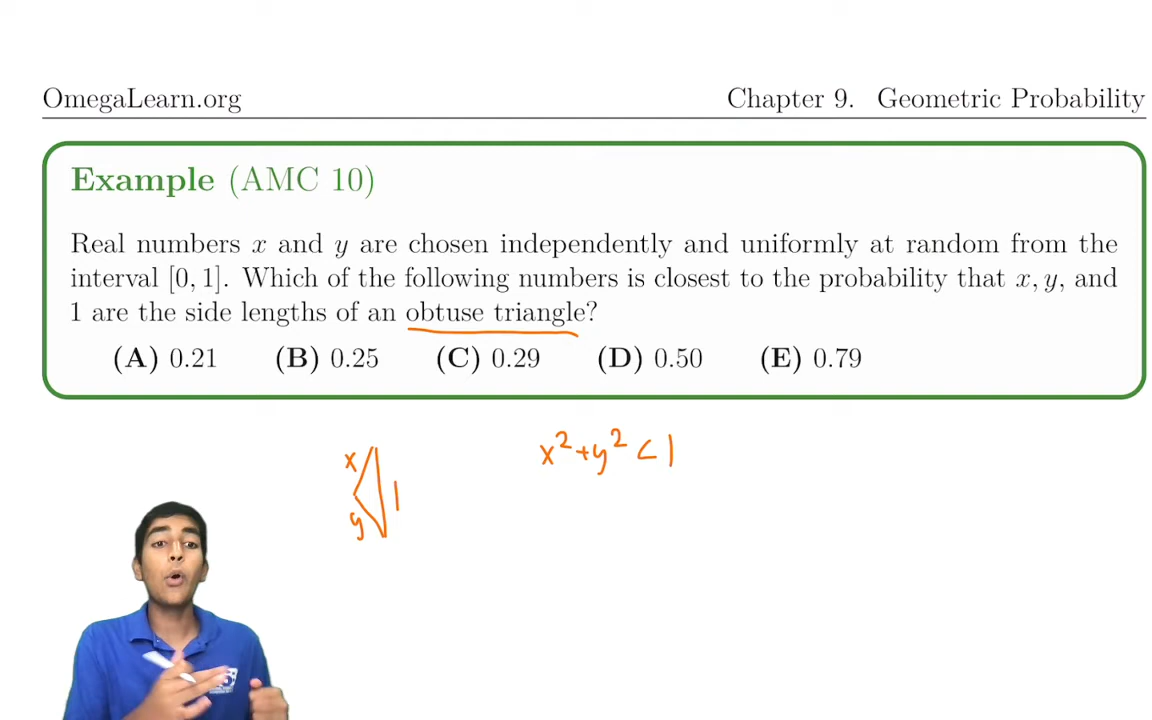 OmegaLearn.org Chapter 9. Geometric Probability
Example (AMC 10)
Real numbers x and y are chosen independently and uniformly at random from the
interval [0, 1]. Which of the following numbers is closest to the probability that x, y, and
1 are the side lengths of an obtuse triangle?
(A) 0.21 (B) 0.25 (C) 0.29 (D) 0.50 (E) 0.79
x² + y² < 1
x
1
y